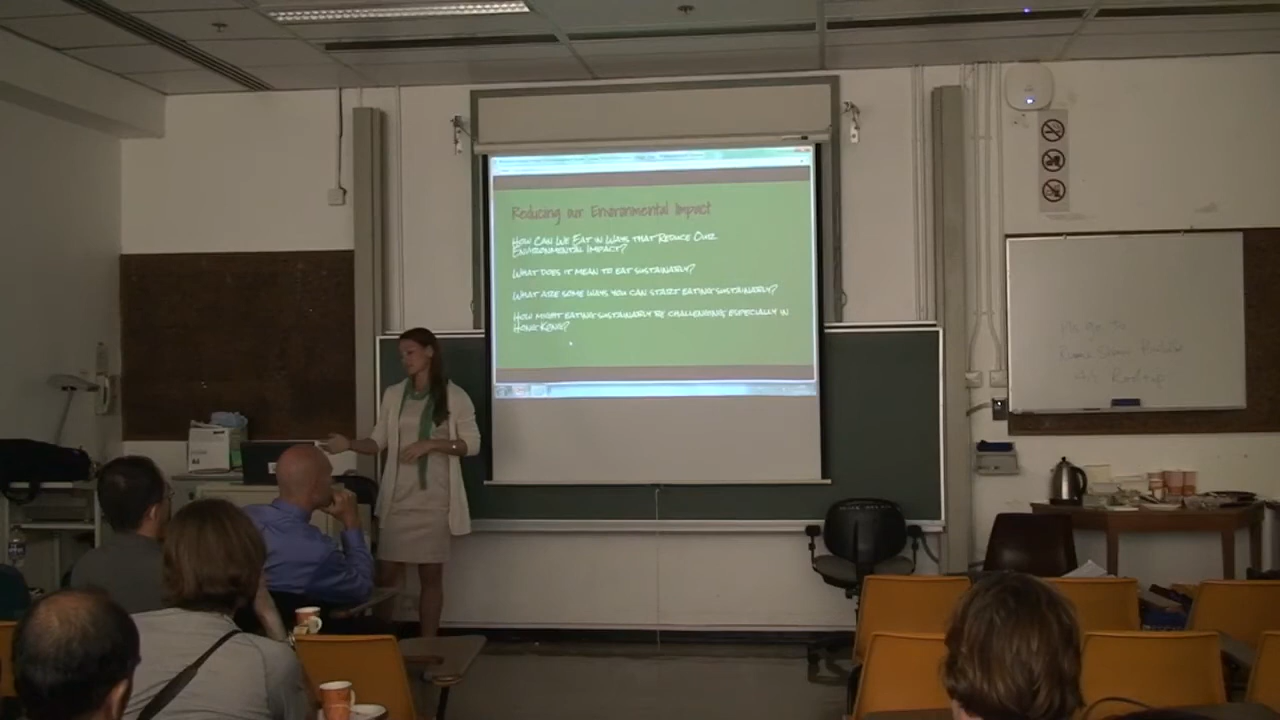 Reducing our Environmental Impact
How Can We Eat in Ways that Reduce Our
Environmental Impact?
What does it mean to eat sustainably?
What are some ways you can start eating sustainably?
How might eating sustainably be challenging especially in
Hong Kong?